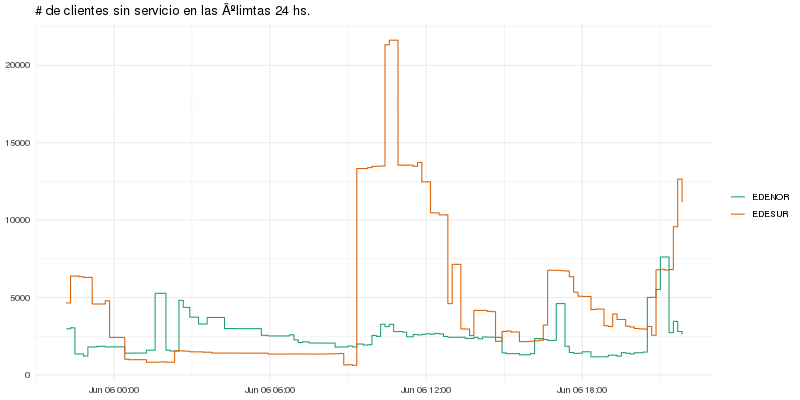 # de clientes sin servicio en las Ãºlimtas 24 hs.
20000
15000
10000
5000
0
Jun 06 00:00
Jun 06 06:00
Jun 06 12:00
Jun 06 18:00
EDENOR
EDESUR